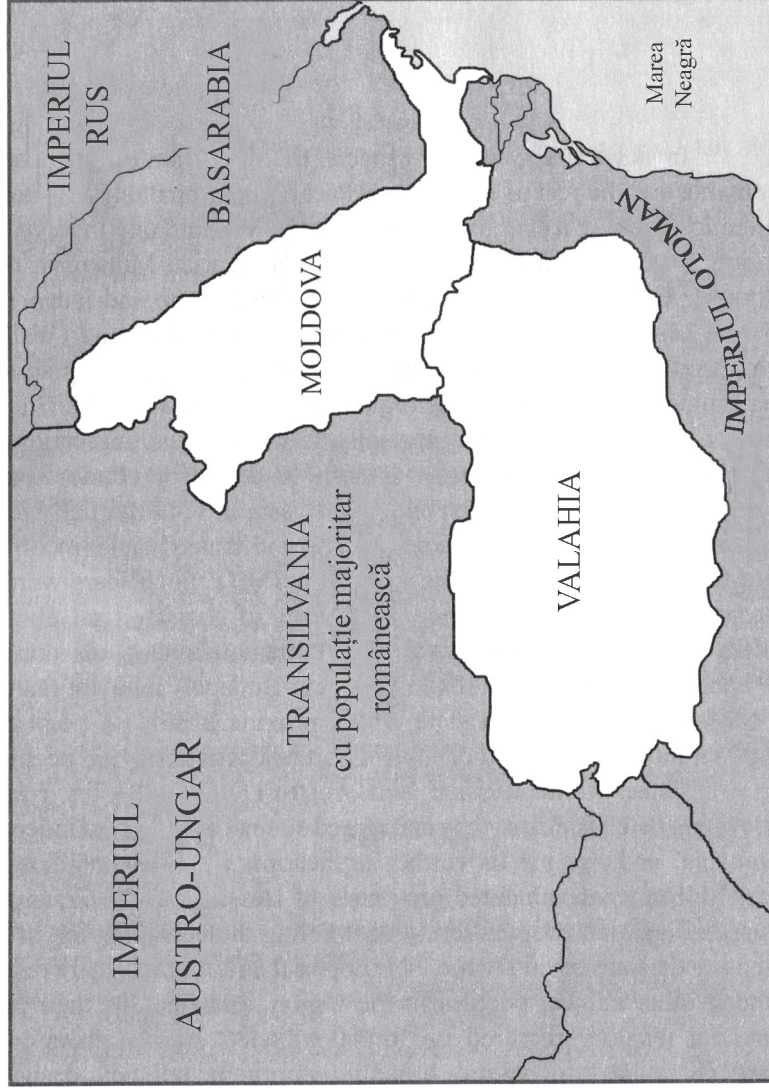 IMPERIUL
RUS
BASARABIA
IMPERIUL
AUSTRO-UNGAR
MOLDOVA
TRANSILVANIA
cu populație majoritar
românească
VALAHIA
IMPERIUL OTOMAN
Marea
Neagră